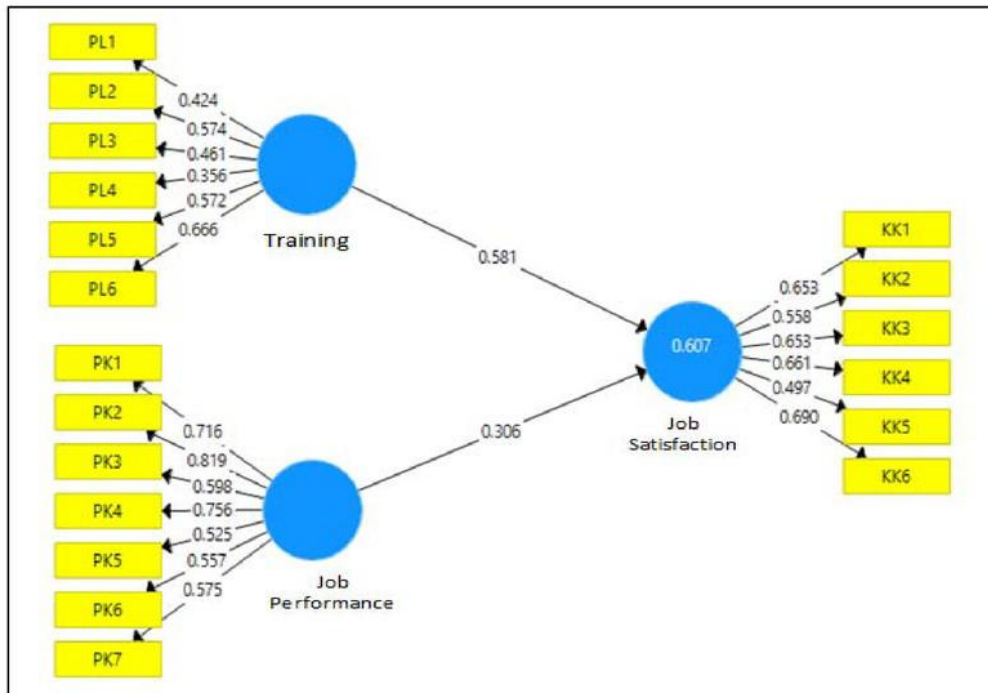 PL1
PL2
PL3
PL4
PL5
PL6
0.424
0.574
0.461
0.356
0.572
0.666
Training
0.581
PK1
PK2
PK3
PK4
PK5
PK6
PK7
0.716
0.819
0.598
0.756
0.525
0.557
0.575
Job
Performance
0.306
0.607
Job
Satisfaction
0.653
0.558
0.653
0.661
0.497
0.690
KK1
KK2
KK3
KK4
KK5
KK6